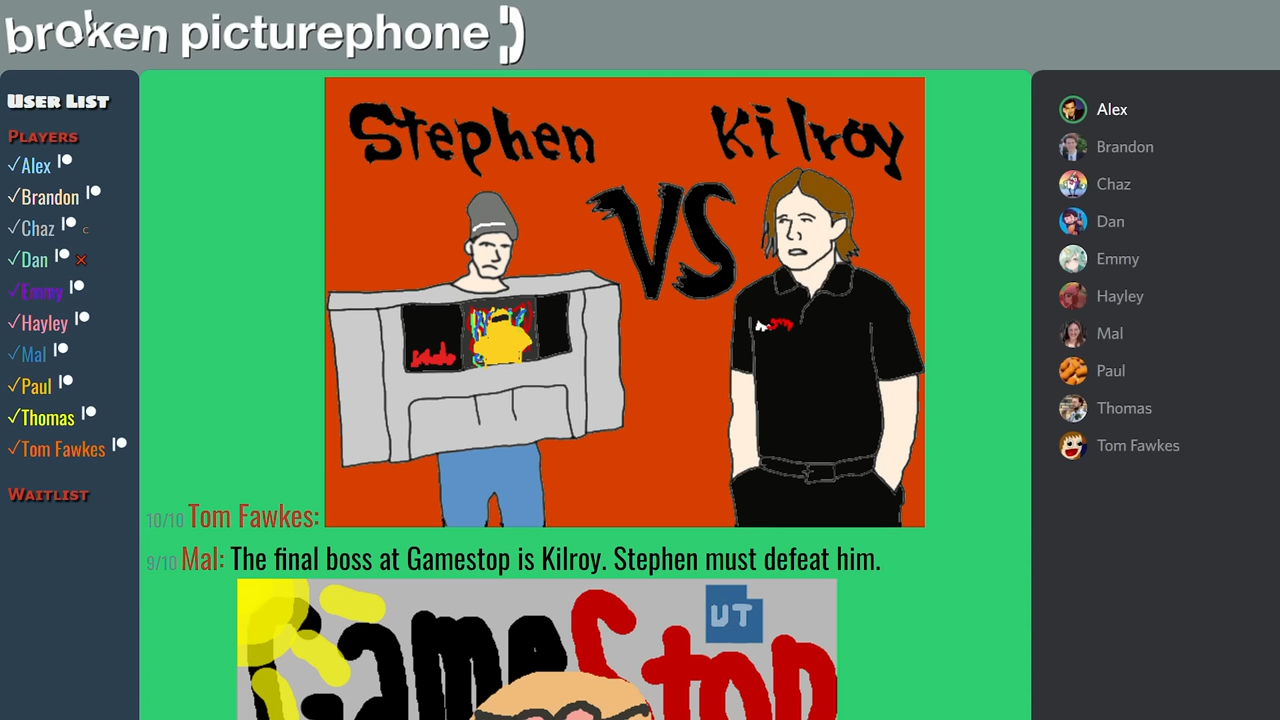 broken picturephone
User List
Players
✓Alex
✓Brandon
✓Chaz c
✓Dan ✕
✓Emmy
✓Hayley
✓Mal
✓Paul
✓Thomas
✓Tom Fawkes
Waitlist
Stephen
VS
Kilroy
10/10 Tom Fawkes:
9/10 Mal: The final boss at Gamestop is Kilroy. Stephen must defeat him.
GameStop
UT
Alex
Brandon
Chaz
Dan
Emmy
Hayley
Mal
Paul
Thomas
Tom Fawkes